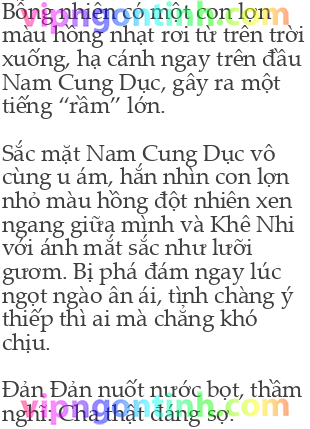 Bỗng nhiên có một con lợn
màu hồng nhạt rơi từ trên trời
xuống, hạ cánh ngay trên đầu
Nam Cung Dục, gây ra một
tiếng “rầm” lớn.
Sắc mặt Nam Cung Dục vô
cùng u ám, hắn nhìn con lợn
nhỏ màu hồng đột nhiên xen
ngang giữa mình và Khê Nhi
với ánh mắt sắc như lưỡi
gươm. Bị phá đám ngay lúc
ngọt ngào ân ái, tình chàng ý
thiếp thì ai mà chẳng khó
chịu.
Đản Đản nuốt nước bọt, thầm
nghĩ: Cha thật đáng sợ.
vipngontinh.com
vipngontinh.com